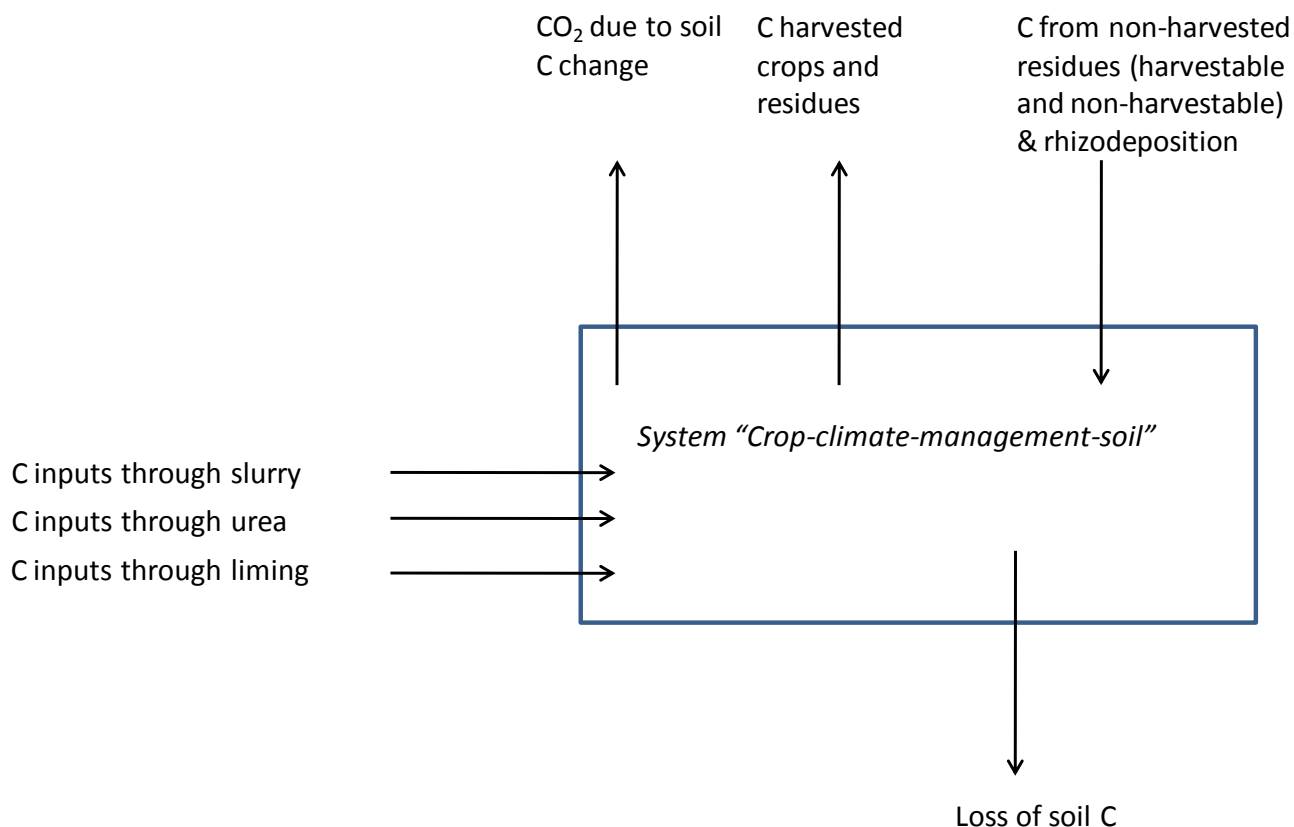 CO₂ due to soil
C change
C harvested
crops and
residues
C from non-harvested
residues (harvestable
and non-harvestable)
& rhizodeposition
System “Crop-climate-management-soil”
C inputs through slurry
C inputs through urea
C inputs through liming
Loss of soil C